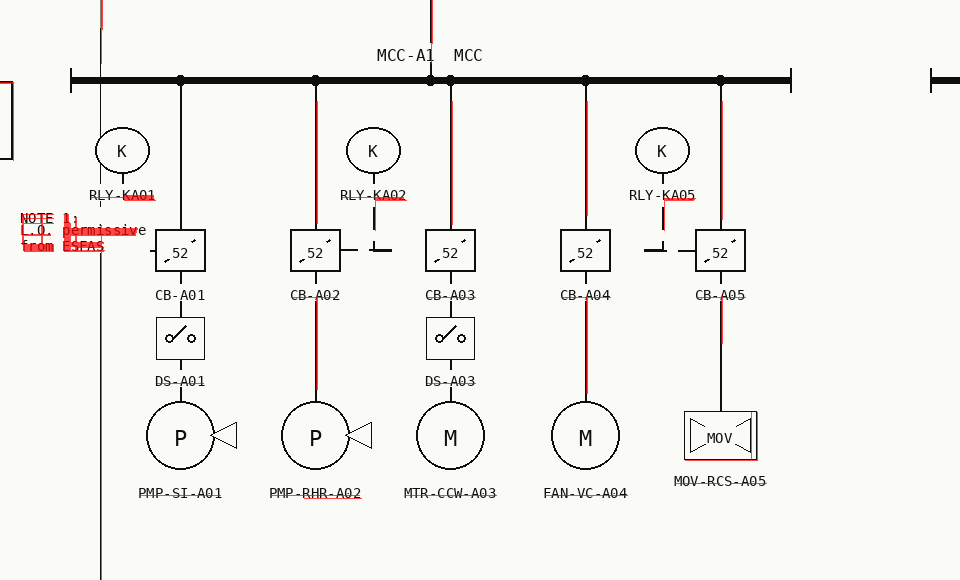 MCC-A1 MCC
K K K
RLY-KA01 RLY-KA02 RLY-KA05
NOTE 1:
permissive
from ESFAS
52 52 52 52 52
CB-A01 CB-A02 CB-A03 CB-A04 CB-A05
DS-A01 DS-A03
P P M M MOV
PMP-SI-A01 PMP-RHR-A02 MTR-CCW-A03 FAN-VC-A04 MOV-RCS-A05